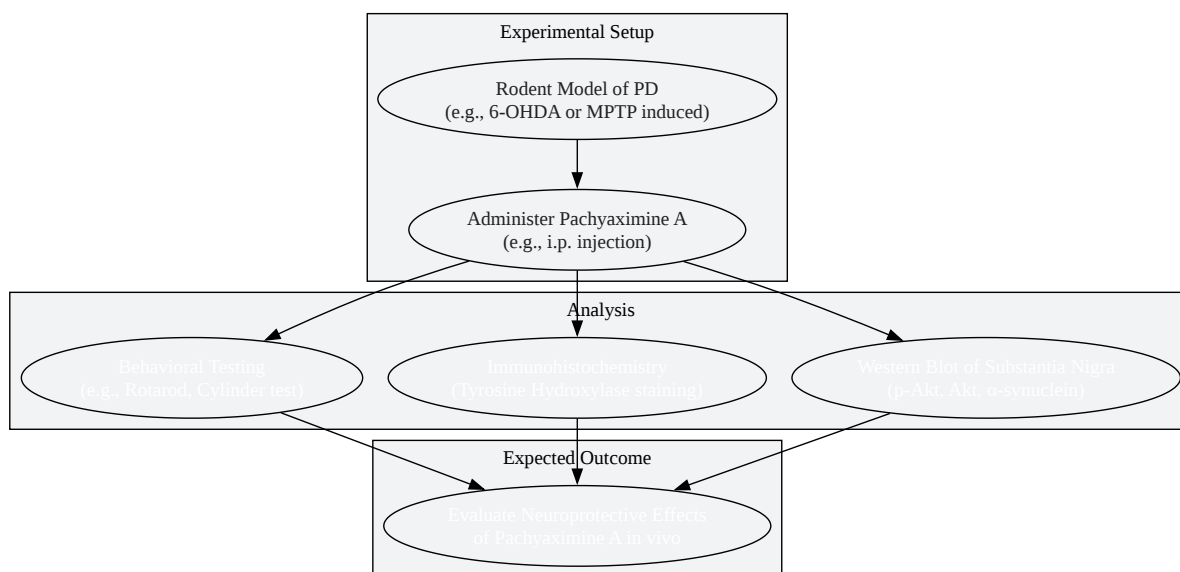 Experimental Setup
Rodent Model of PD
(e.g., 6-OHDA or MPTP induced)
Administer Pachyaximine A
(e.g., i.p. injection)
Analysis
Behavioral Testing
(e.g., Rotarod, Cylinder test)
Immunohistochemistry
(Tyrosine Hydroxylase staining)
Western Blot of Substantia Nigra
(p-Akt, Akt, α-synuclein)
Expected Outcome
Evaluate Neuroprotective Effects
of Pachyaximine A in vivo